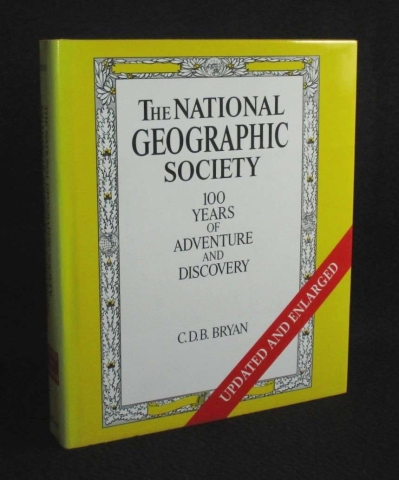 THE NATIONAL
GEOGRAPHIC
SOCIETY
100
YEARS
OF
ADVENTURE
AND
DISCOVERY
C.D.B. BRYAN
UPDATED AND ENLARGED